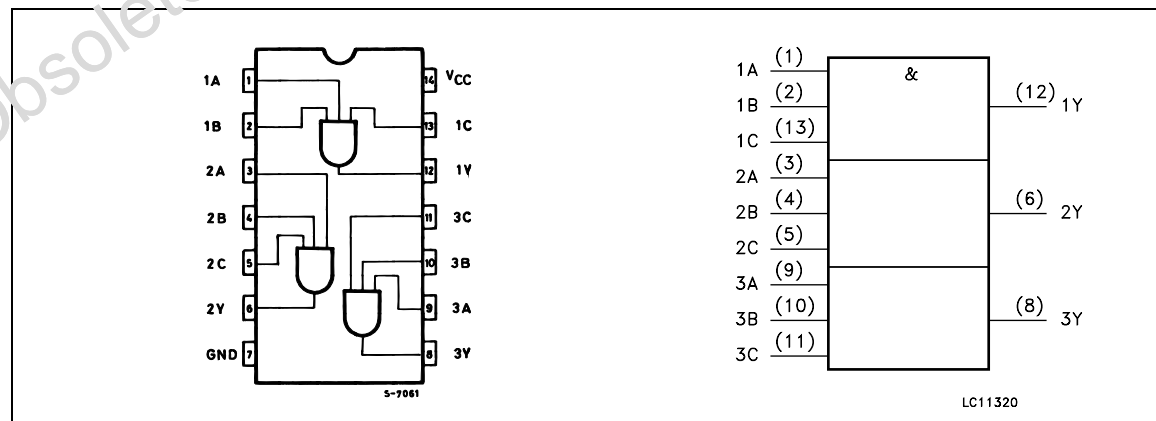 obsolete
1A 1 14 VCC
1B 2 13 1C
2A 3 12 1Y
2B 4 11 3C
2C 5 10 3B
2Y 6 9 3A
GND 7 8 3Y
S-7061
&
1A (1)
1B (2) (12) 1Y
1C (13)
2A (3)
2B (4) (6) 2Y
2C (5)
3A (9)
3B (10) (8) 3Y
3C (11)
LC11320